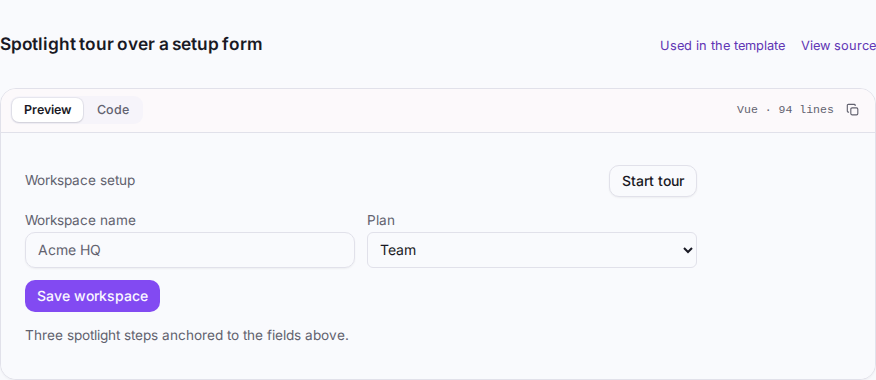 Spotlight tour over a setup form
Used in the template
View source
Preview
Code
Vue · 94 lines
Workspace setup
Start tour
Workspace name
Plan
Acme HQ
Team
Save workspace
Three spotlight steps anchored to the fields above.